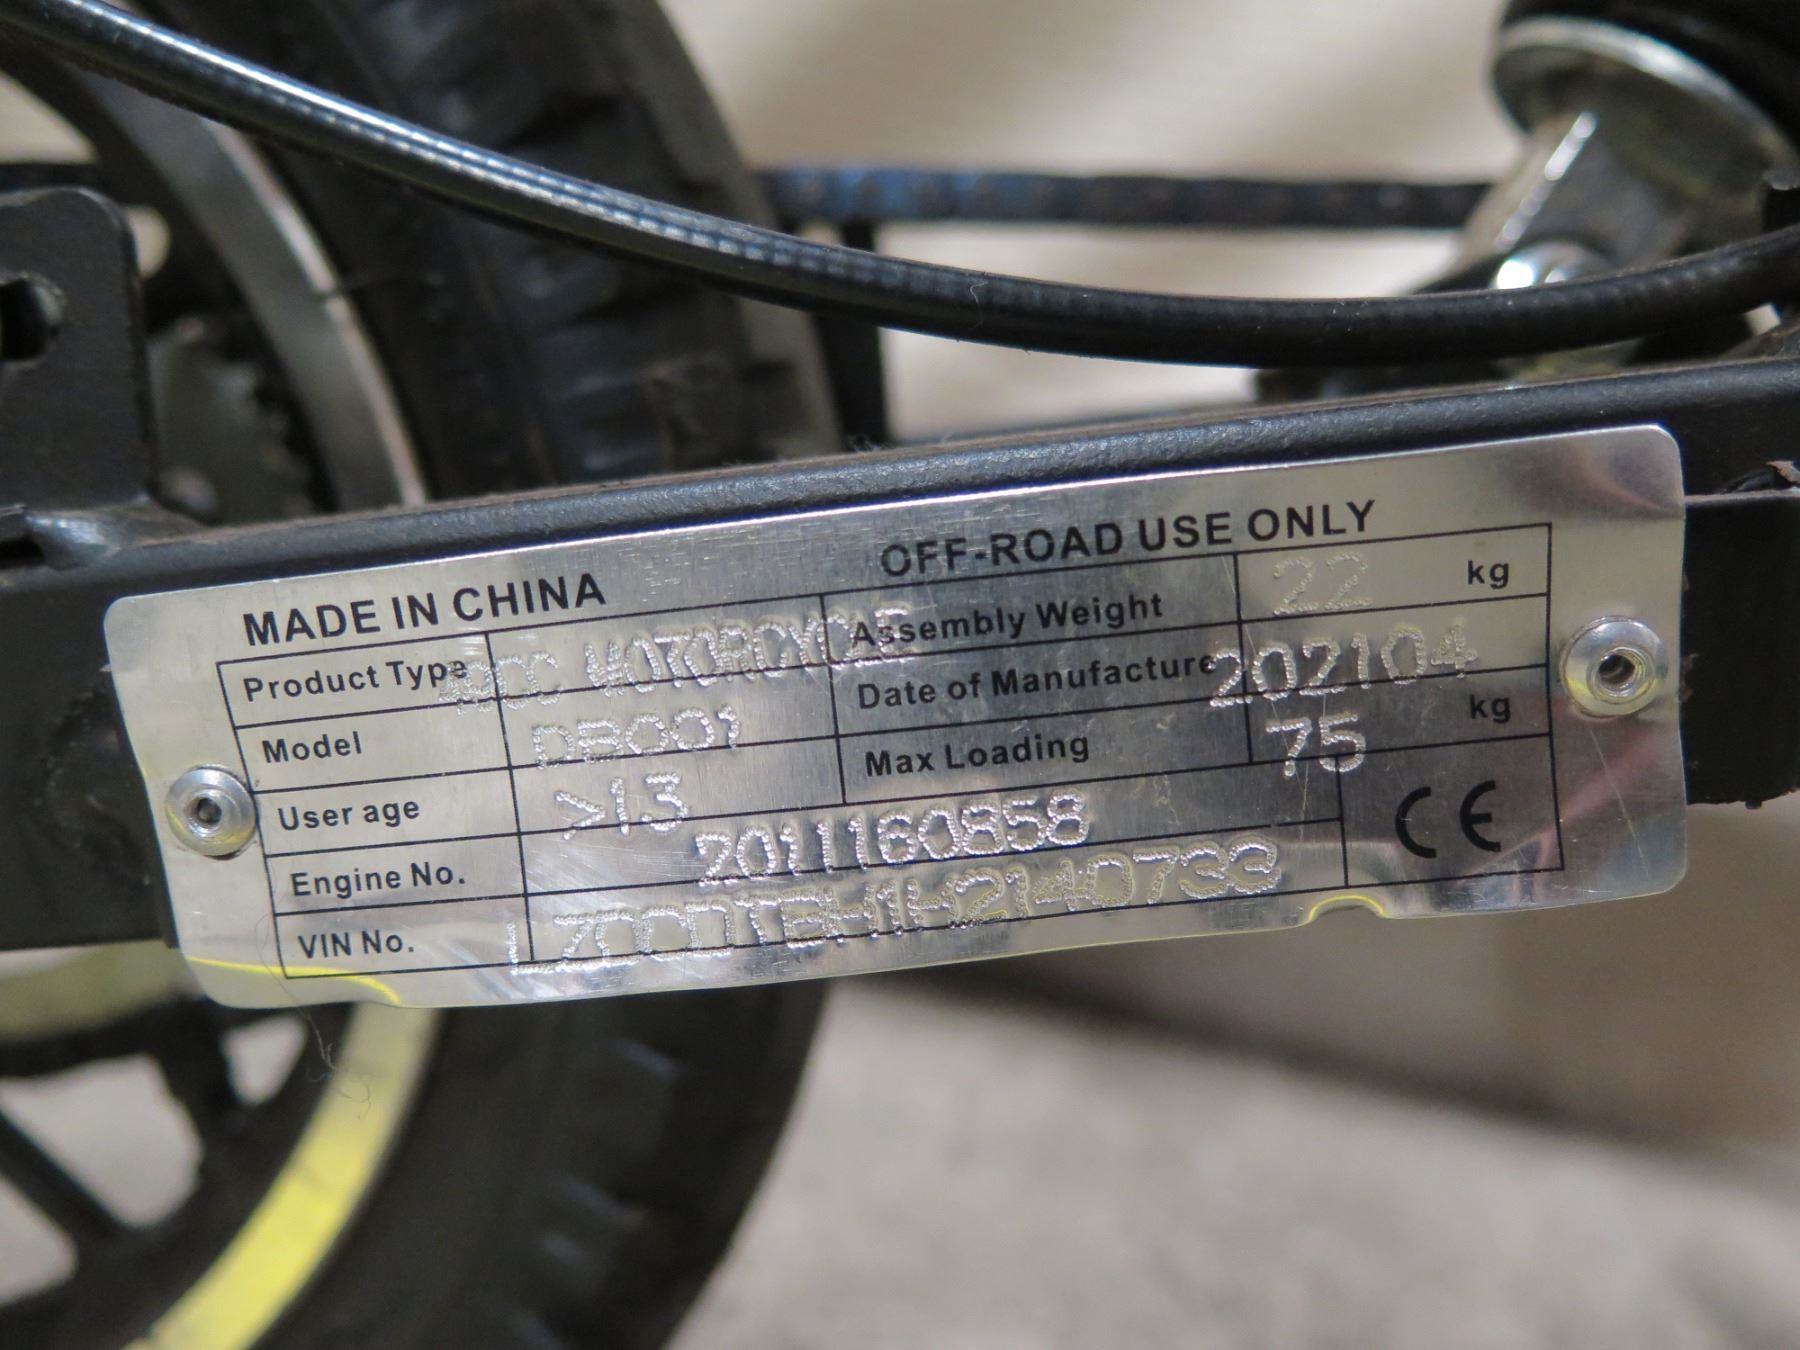 MADE IN CHINA OFF-ROAD USE ONLY
Product Type 49CC MOTORCYCLE Assembly Weight 22 kg
Model DB001 Date of Manufacture 202104
User age >13 Max Loading 75 kg
Engine No. 2011160858 CE
VIN No.